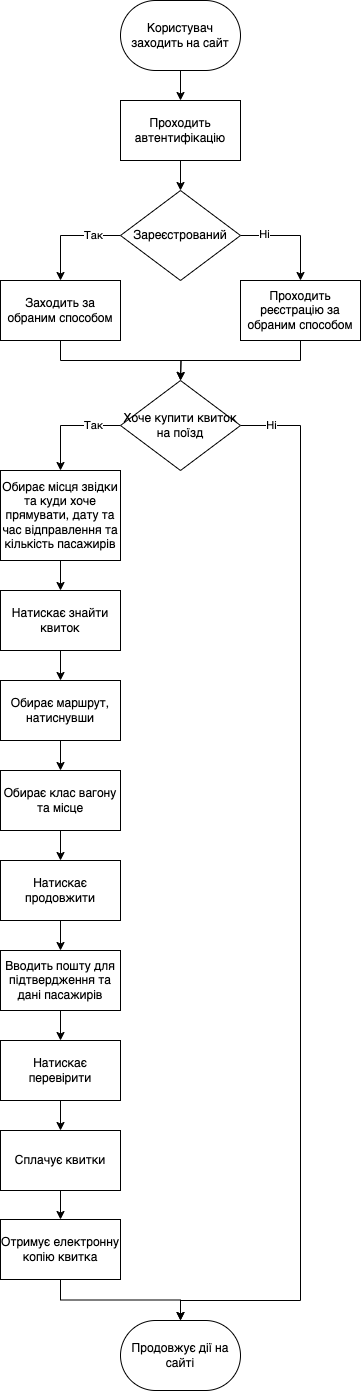 Користувач
заходить на сайт
Проходить
автентифікацію
Зареєстрований
Так
Ні
Заходить за
обраним способом
Проходить
реєстрацію за
обраним способом
Хоче купити квиток
на поїзд
Так
Ні
Обирає місця звідки
та куди хоче
прямувати, дату та
час відправлення та
кількість пасажирів
Натискає знайти
квиток
Обирає маршрут,
натиснувши
Обирає клас вагону
та місце
Натискає
продовжити
Вводить пошту для
підтвердження та
дані пасажирів
Натискає
перевірити
Сплачує квитки
Отримує електронну
копію квитка
Продовжує дії на
сайті